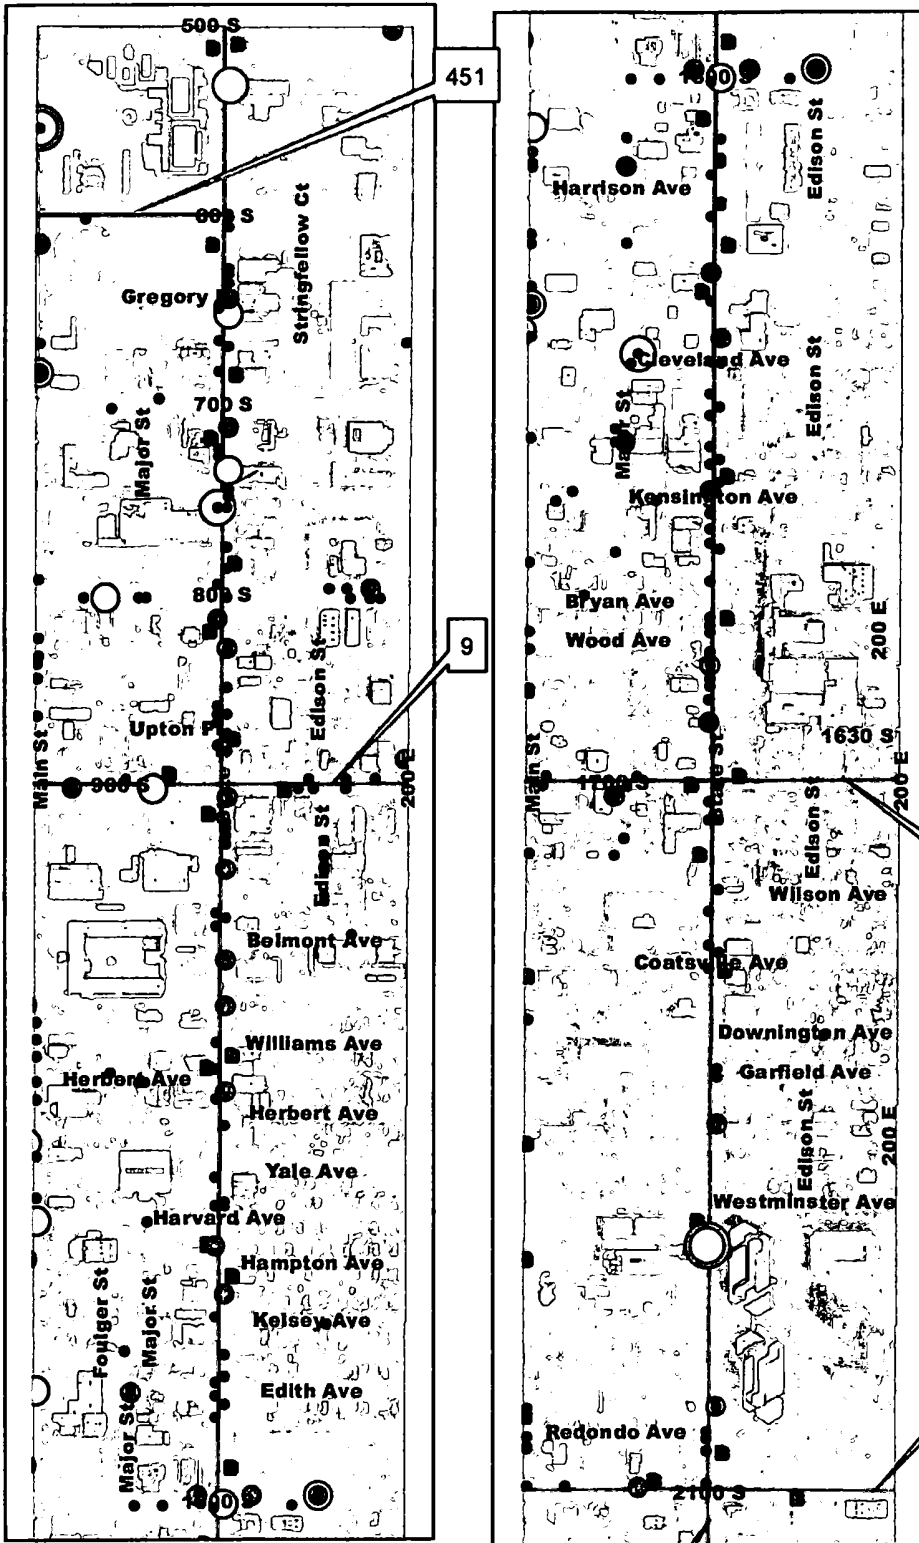 500 S
451
600 S
Stringfellow Ct
Gregory
700 S
Major St
800 S
9
Edison St
Upton P
Main St
900 S
200 E
Edison St
Belmont Ave
Williams Ave
Herbert Ave
Herbert Ave
Yale Ave
Harvard Ave
Hampton Ave
Foulger St
Major St
Kelsey Ave
Edith Ave
Major St
1300 S
Edison St
Harrison Ave
Cleveland Ave
Edison St
Major St
Kensington Ave
Bryan Ave
200 E
Wood Ave
1630 S
Main St
State St
200 E
1700 S
Edison St
Wilson Ave
Coatsville Ave
Downington Ave
Garfield Ave
Edison St
200 E
Westminster Ave
Redondo Ave
2100 S